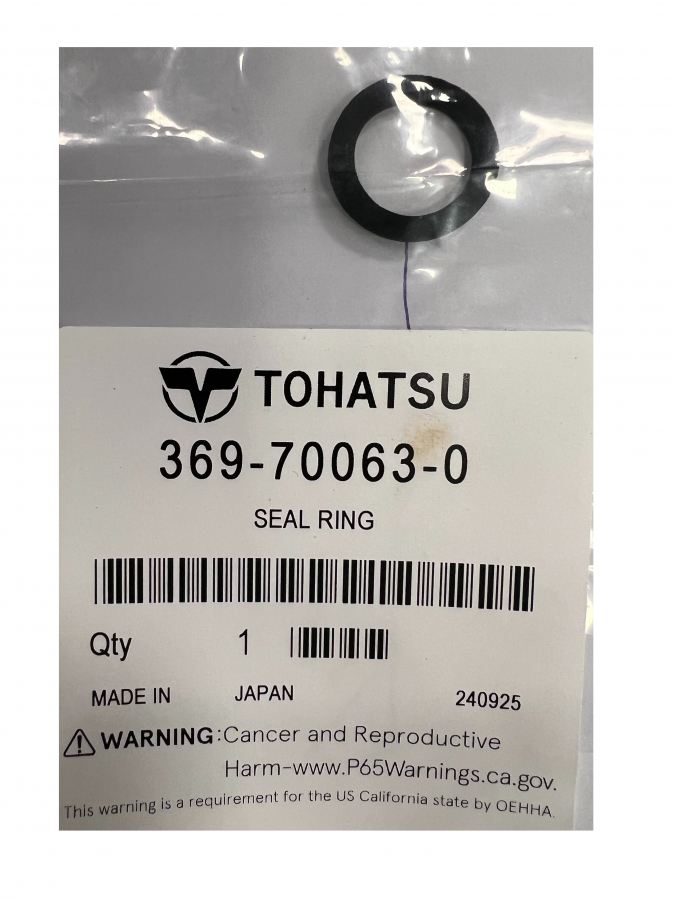 TOHATSU
369-70063-0
SEAL RING
Qty 1
MADE IN JAPAN 240925
WARNING:Cancer and Reproductive
Harm-www.P65Warnings.ca.gov.
This warning is a requirement for the US California state by OEHHA.